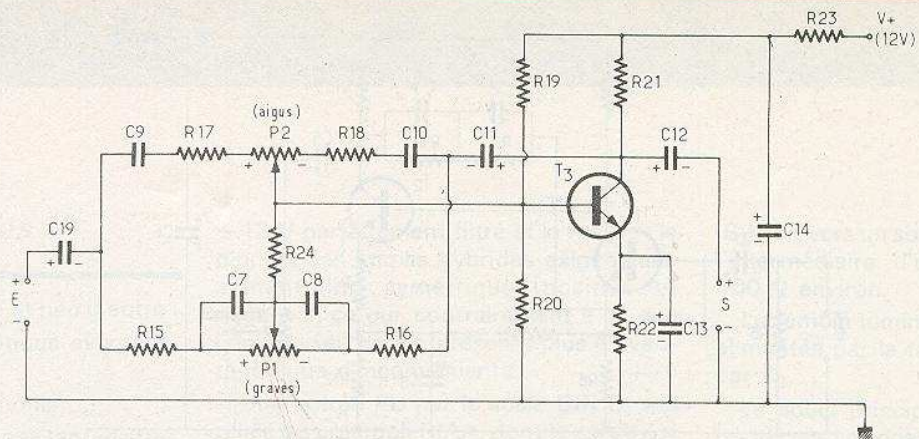 R23
V+
(12V)
R19
R21
(aigus)
C9
R17
P2
R18
C10
C11
C12
+ -
- +
+ -
T3
C19
+ -
R24
+
C14
-
E
+
-
C7
C8
R20
+
S
-
R15
+ -
R16
R22
+
C13
-
P1
(graves)